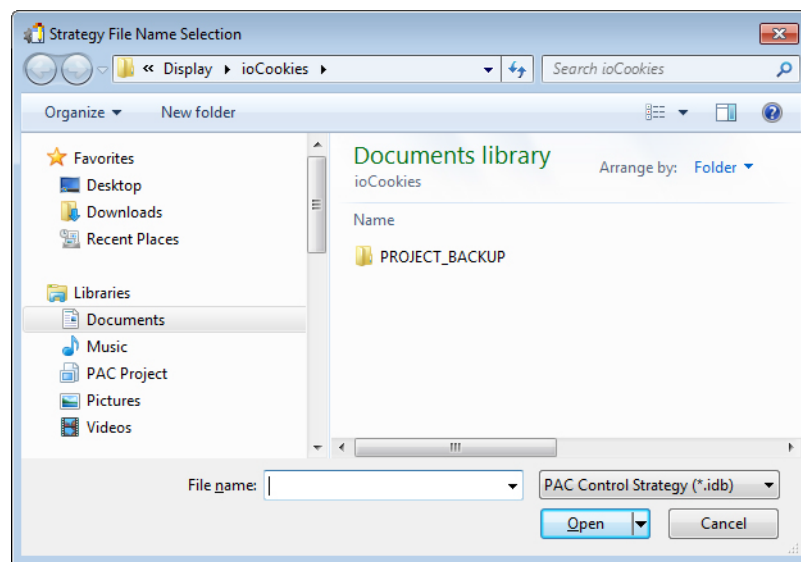 Strategy File Name Selection
« Display ioCookies
Search ioCookies
Organize New folder
Favorites
Desktop
Downloads
Recent Places
Libraries
Documents
Music
PAC Project
Pictures
Videos
Documents library
ioCookies
Arrange by: Folder
Name
PROJECT_BACKUP
File name:
PAC Control Strategy (*.idb)
Open
Cancel